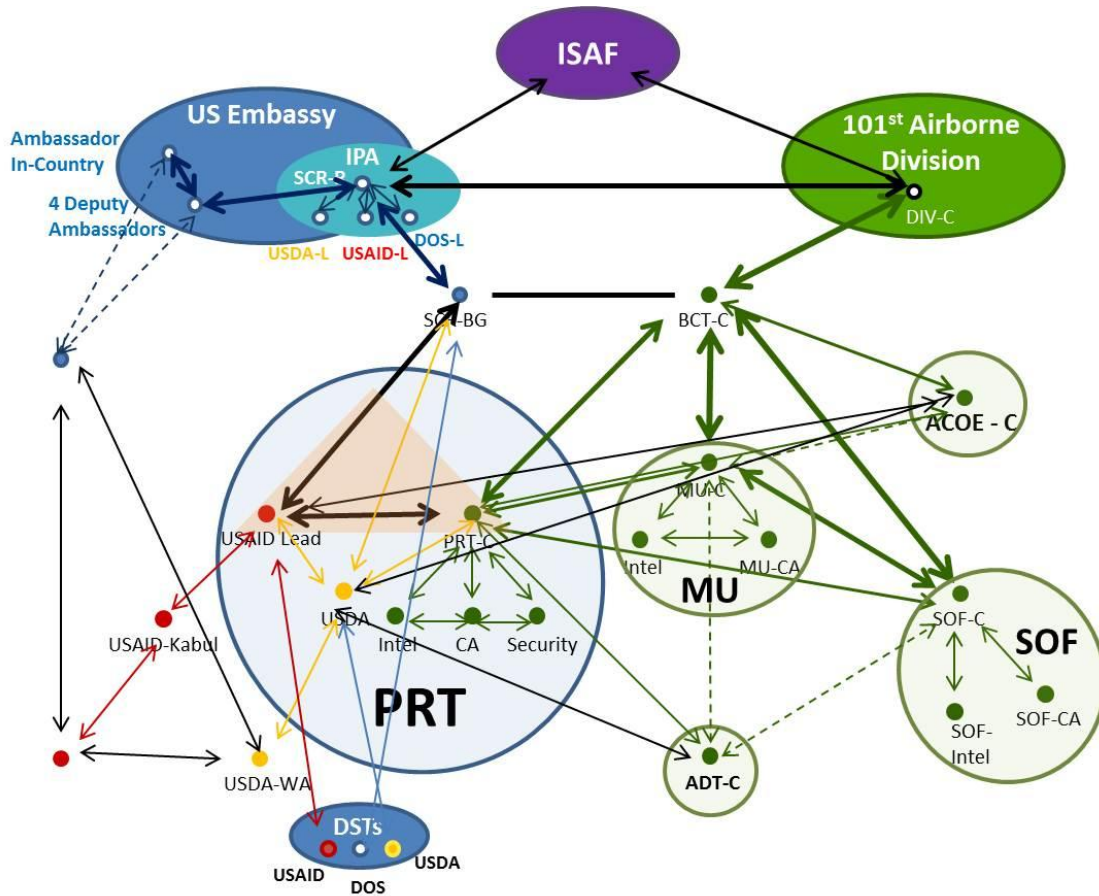 ISAF
US Embassy
101st Airborne
Division
Ambassador
In-Country
IPA
SCR-
4 Deputy
Ambassadors
DIV-C
DOS-L
USDA-L
USAID-L
-BG
BCT-C
ACOE - C
MU-C
USAID Lead
PRT-C
Intel
MU-CA
MU
USDA
SOF-C
USAID-Kabul
Intel
CA
Security
SOF
PRT
SOF-CA
SOF-
Intel
USDA-WA
ADT-C
DSTs
USDA
USAID
DOS